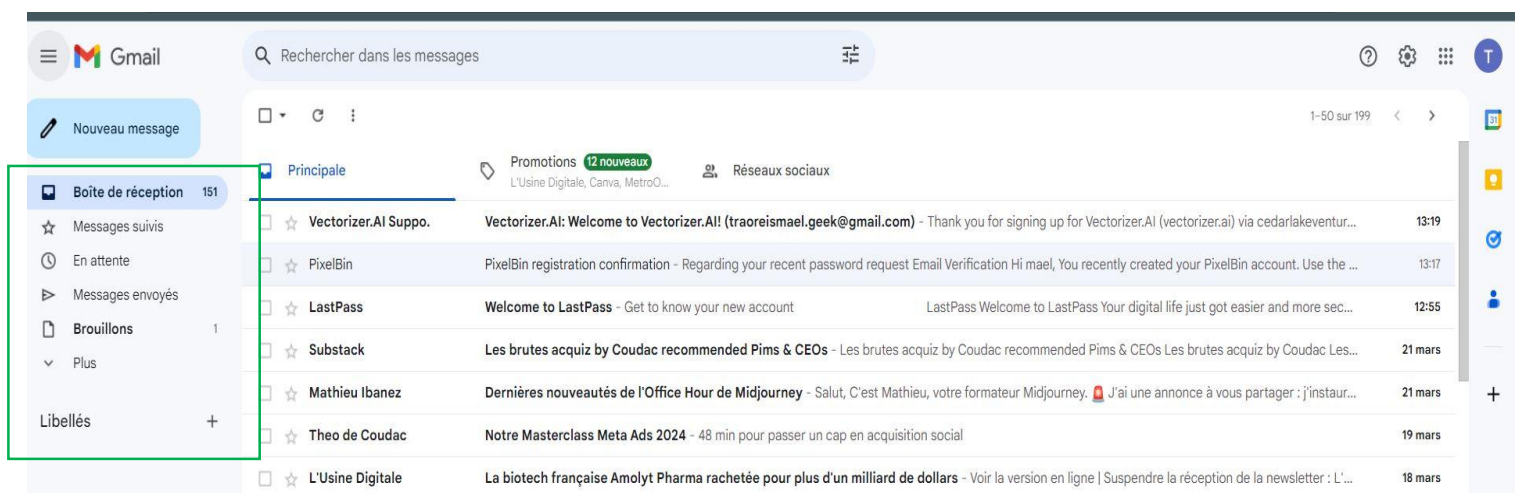 Gmail
Rechercher dans les messages
T
Nouveau message
1–50 sur 199
31
Principale
Promotions 12 nouveaux
L'Usine Digitale, Canva, MetroO...
Réseaux sociaux
Boîte de réception 151
Messages suivis
En attente
Messages envoyés
Brouillons 1
Plus
Libellés +
Vectorizer.AI Suppo. Vectorizer.AI: Welcome to Vectorizer.AI! (traoreismael.geek@gmail.com) - Thank you for signing up for Vectorizer.AI (vectorizer.ai) via cedarlakeventur... 13:19
PixelBin PixelBin registration confirmation - Regarding your recent password request Email Verification Hi mael, You recently created your PixelBin account. Use the ... 13:17
LastPass Welcome to LastPass - Get to know your new account LastPass Welcome to LastPass Your digital life just got easier and more sec... 12:55
Substack Les brutes acquiz by Coudac recommended Pims & CEOs - Les brutes acquiz by Coudac recommended Pims & CEOs Les brutes acquiz by Coudac Les... 21 mars
Mathieu Ibanez Dernières nouveautés de l'Office Hour de Midjourney - Salut, C'est Mathieu, votre formateur Midjourney. 🚨 J'ai une annonce à vous partager : j'instaur... 21 mars
Theo de Coudac Notre Masterclass Meta Ads 2024 - 48 min pour passer un cap en acquisition social 19 mars
L'Usine Digitale La biotech française Amolyt Pharma rachetée pour plus d'un milliard de dollars - Voir la version en ligne | Suspendre la réception de la newsletter : L'... 18 mars